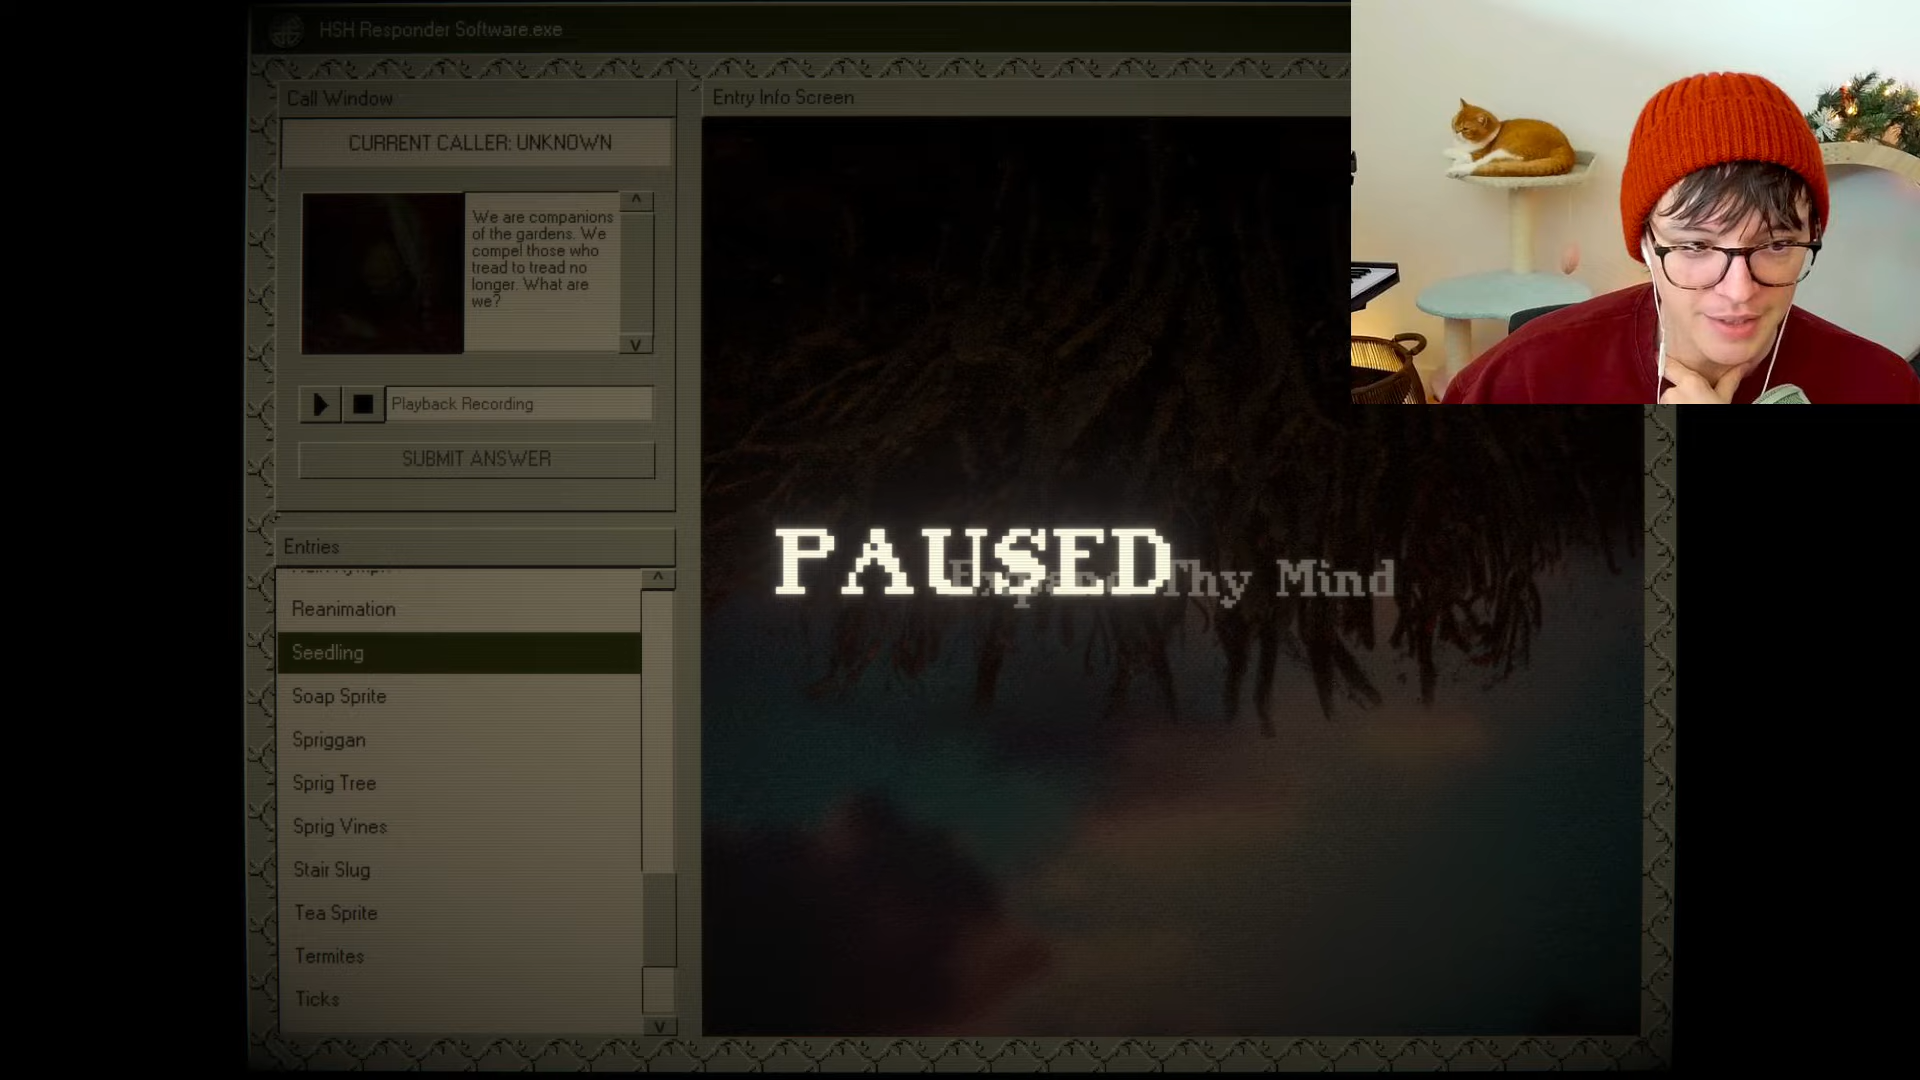 HSH Responder Software.exe
Call Window
CURRENT CALLER: UNKNOWN
We are companions
of the gardens. We
compel those who
tread to tread no
longer. What are
we?
Playback Recording
SUBMIT ANSWER
Entries
Reanimation
Seedling
Soap Sprite
Spriggan
Sprig Tree
Sprig Vines
Stair Slug
Tea Sprite
Termites
Ticks
Entry Info Screen
PAUSED
Thy Mind